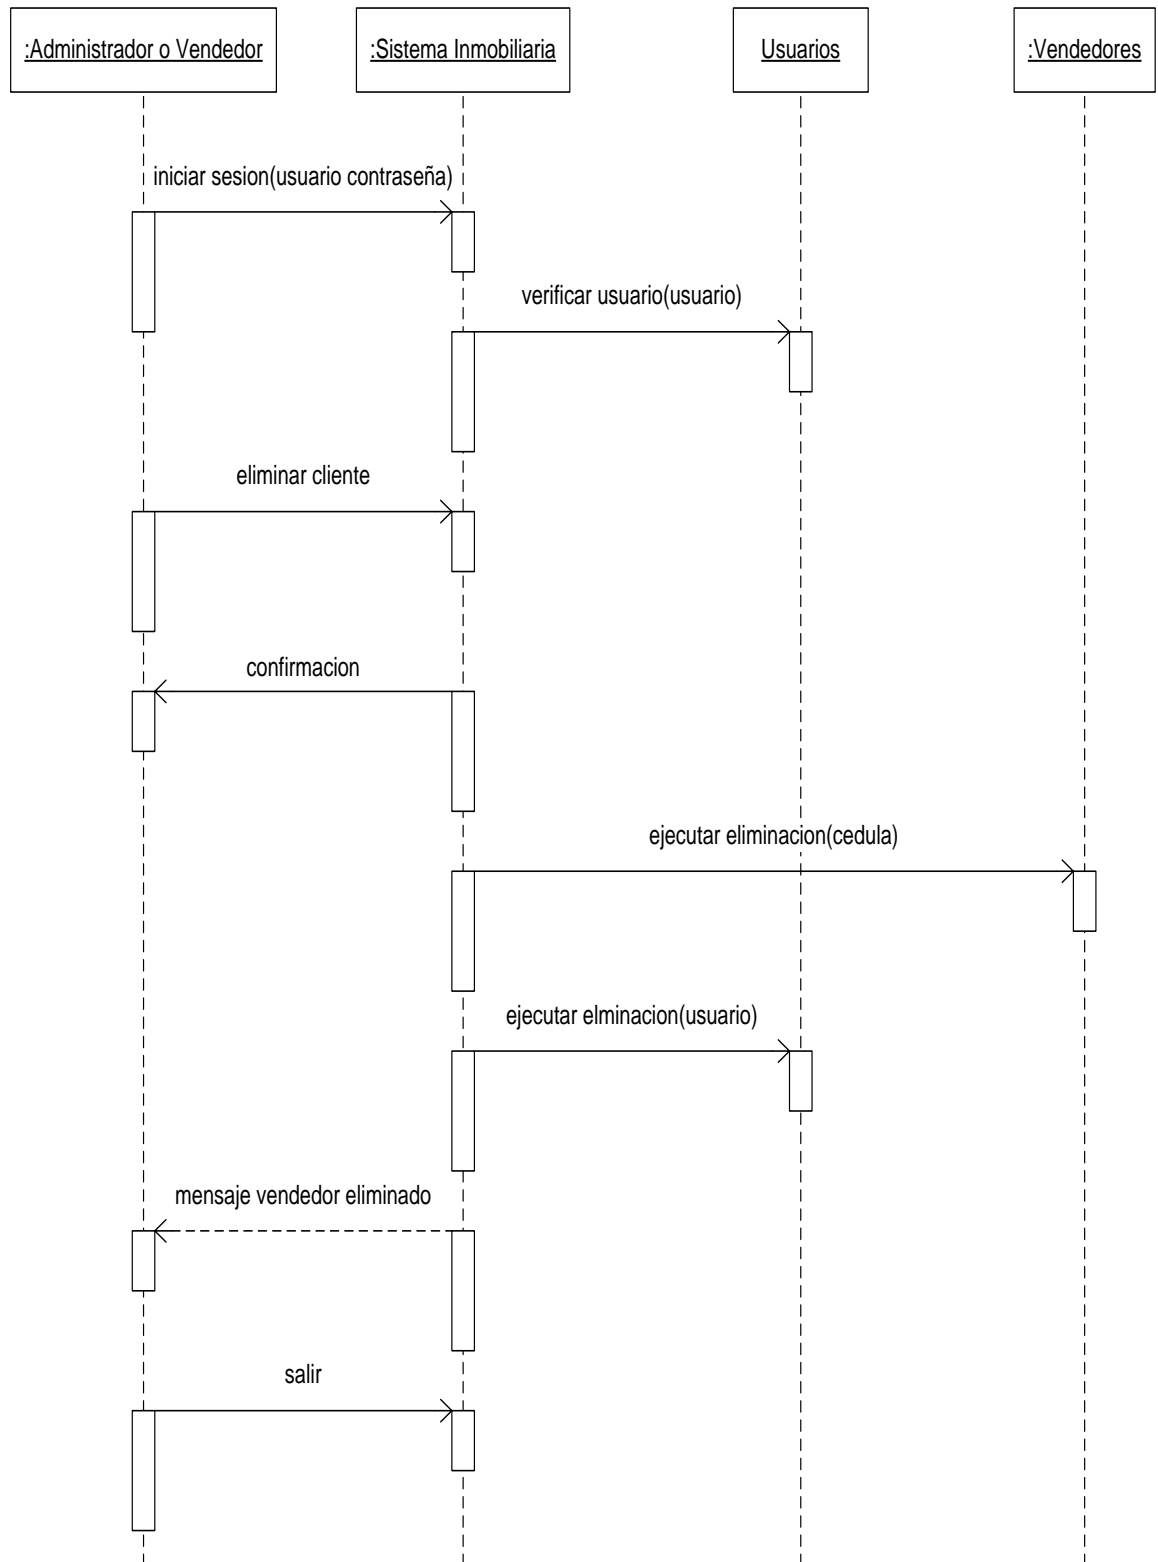 :Administrador o Vendedor
:Sistema Inmobiliaria
Usuarios
:Vendedores
iniciar sesion(usuario contraseña)
verificar usuario(usuario)
eliminar cliente
confirmacion
ejecutar eliminacion(cedula)
ejecutar elminacion(usuario)
mensaje vendedor eliminado
salir